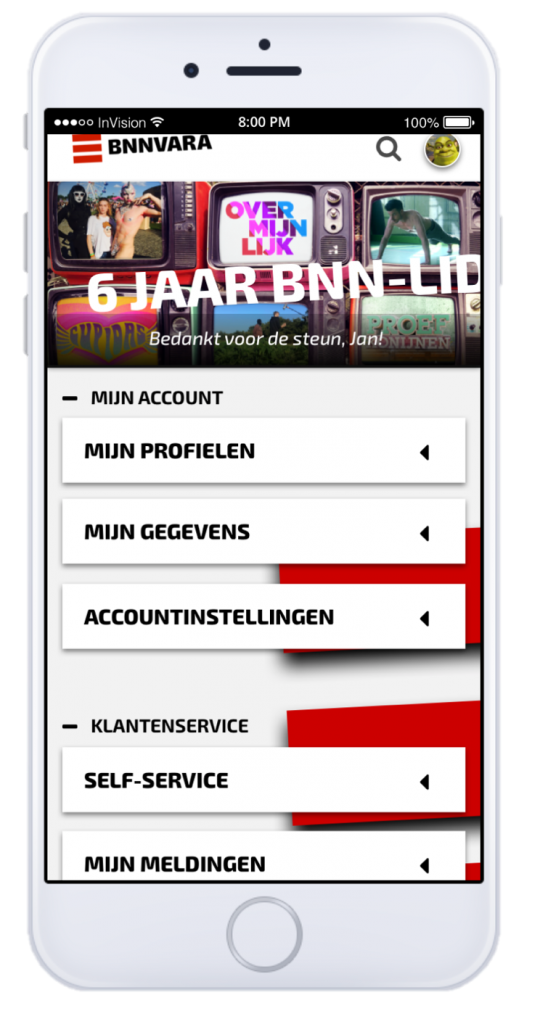 InVision
8:00 PM
100%
BNNVARA
OVER
MIJN
LIJK
6 JAAR BNN-LID
CUPIDRS
PROEF
KONIJNEN
Bedankt voor de steun, Jan!
MIJN ACCOUNT
MIJN PROFIELEN
MIJN GEGEVENS
ACCOUNTINSTELLINGEN
KLANTENSERVICE
SELF-SERVICE
MIJN MELDINGEN